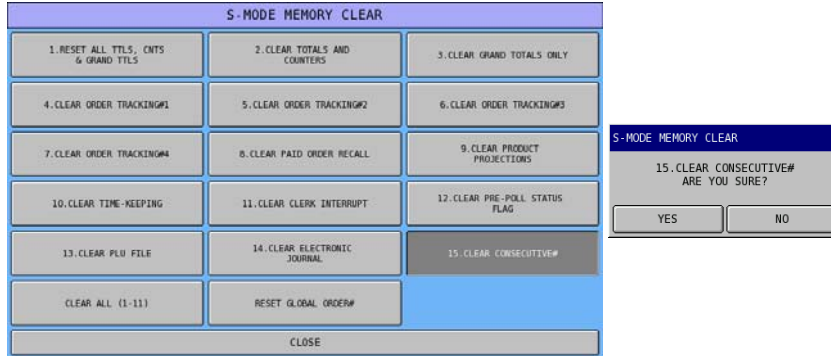 S-MODE MEMORY CLEAR
1.RESET ALL TTLS, CNTS
& GRAND TTLS
2.CLEAR TOTALS AND
COUNTERS
3.CLEAR GRAND TOTALS ONLY
4.CLEAR ORDER TRACKING#1
5.CLEAR ORDER TRACKING#2
6.CLEAR ORDER TRACKING#3
7.CLEAR ORDER TRACKING#4
8.CLEAR PAID ORDER RECALL
9.CLEAR PRODUCT
PROJECTIONS
10.CLEAR TIME-KEEPING
11.CLEAR CLERK INTERRUPT
12.CLEAR PRE-POLL STATUS
FLAG
13.CLEAR PLU FILE
14.CLEAR ELECTRONIC
JOURNAL
15.CLEAR CONSECUTIVE#
CLEAR ALL (1-11)
RESET GLOBAL ORDER#
CLOSE
S-MODE MEMORY CLEAR
15.CLEAR CONSECUTIVE#
ARE YOU SURE?
YES
NO